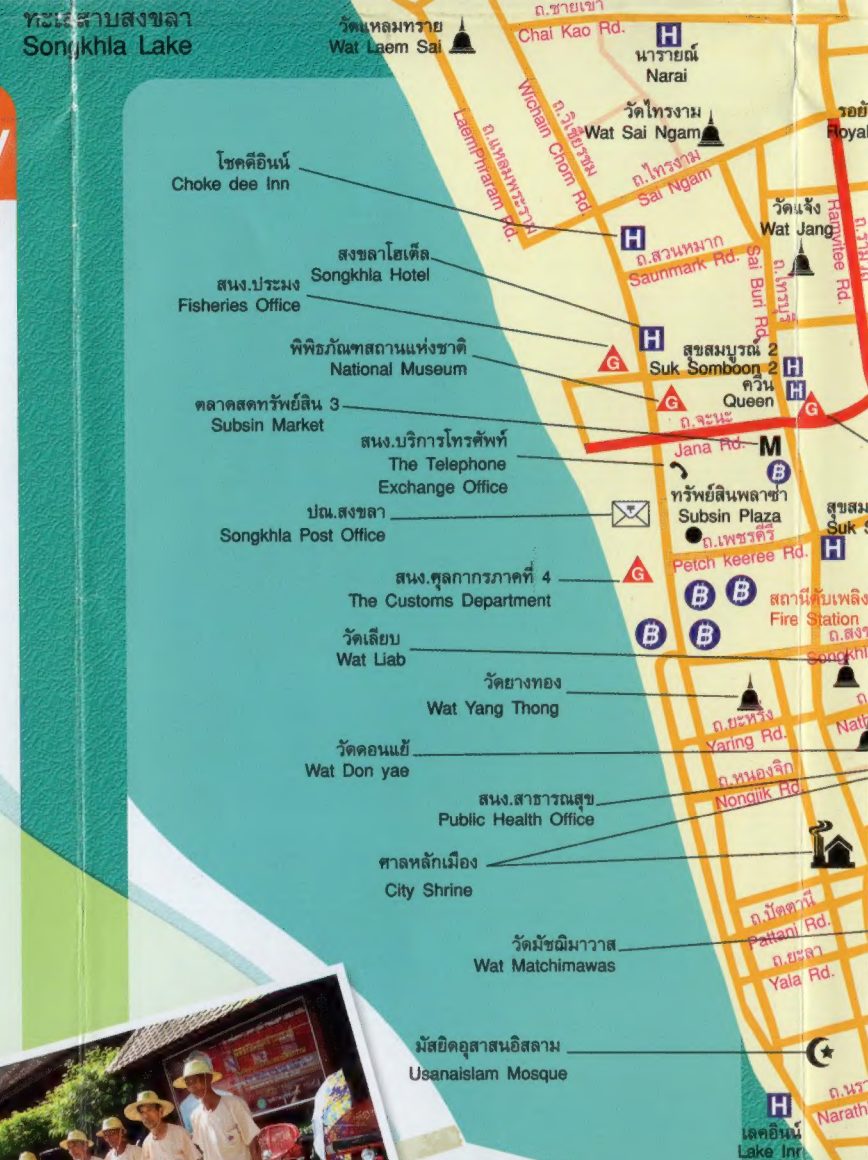 ทะเลสาบสงขลา
Songkhla Lake
วัดแหลมทราย
Wat Laem Sai
ถ.ชายเขา
Chai Kao Rd.
H
นารายณ์
Narai
วัดไทรงาม
Wat Sai Ngam
ถ.วิเชียรชม
Wichain Chom Rd.
ถ.แหลมพระราม
LaemPhraram Rd.
ถ.ไทรงาม
Sai Ngam
โชคดีอินน์
Choke dee Inn
H
วัดแจ้ง
Wat Jang
Ramvitee Rd.
ถ.สวนหมาก
Saunmark Rd.
ถ.ไทรบุรี
Sai Buri Rd.
สงขลาโฮเต็ล
Songkhla Hotel
สนง.ประมง
Fisheries Office
H
G
สุขสมบูรณ์ 2
Suk Somboon 2
H
ควีน
Queen
H
พิพิธภัณฑสถานแห่งชาติ
National Museum
G
G
ตลาดสดทรัพย์สิน 3
Subsin Market
ถ.จะนะ
Jana Rd.
M
B
สนง.บริการโทรศัพท์
The Telephone
Exchange Office
ทรัพย์สินพลาซ่า
Subsin Plaza
ปณ.สงขลา
Songkhla Post Office
ถ.เพชรคีรี
Petch keeree Rd.
H
สนง.ศุลกากรภาคที่ 4
The Customs Department
G
B
B
B
B
สถานีดับเพลิง
Fire Station
วัดเลียบ
Wat Liab
วัดยางทอง
Wat Yang Thong
ถ.ยะหริ่ง
Yaring Rd.
วัดดอนแย้
Wat Don yae
ถ.หนองจิก
Nongjik Rd.
สนง.สาธารณสุข
Public Health Office
ศาลหลักเมือง
City Shrine
ถ.ปัตตานี
Pattani Rd.
วัดมัชฌิมาวาส
Wat Matchimawas
ถ.ยะลา
Yala Rd.
มัสยิดอุสาสนอิสลาม
Usanaislam Mosque
H
เลคอินน์
Lake Inn